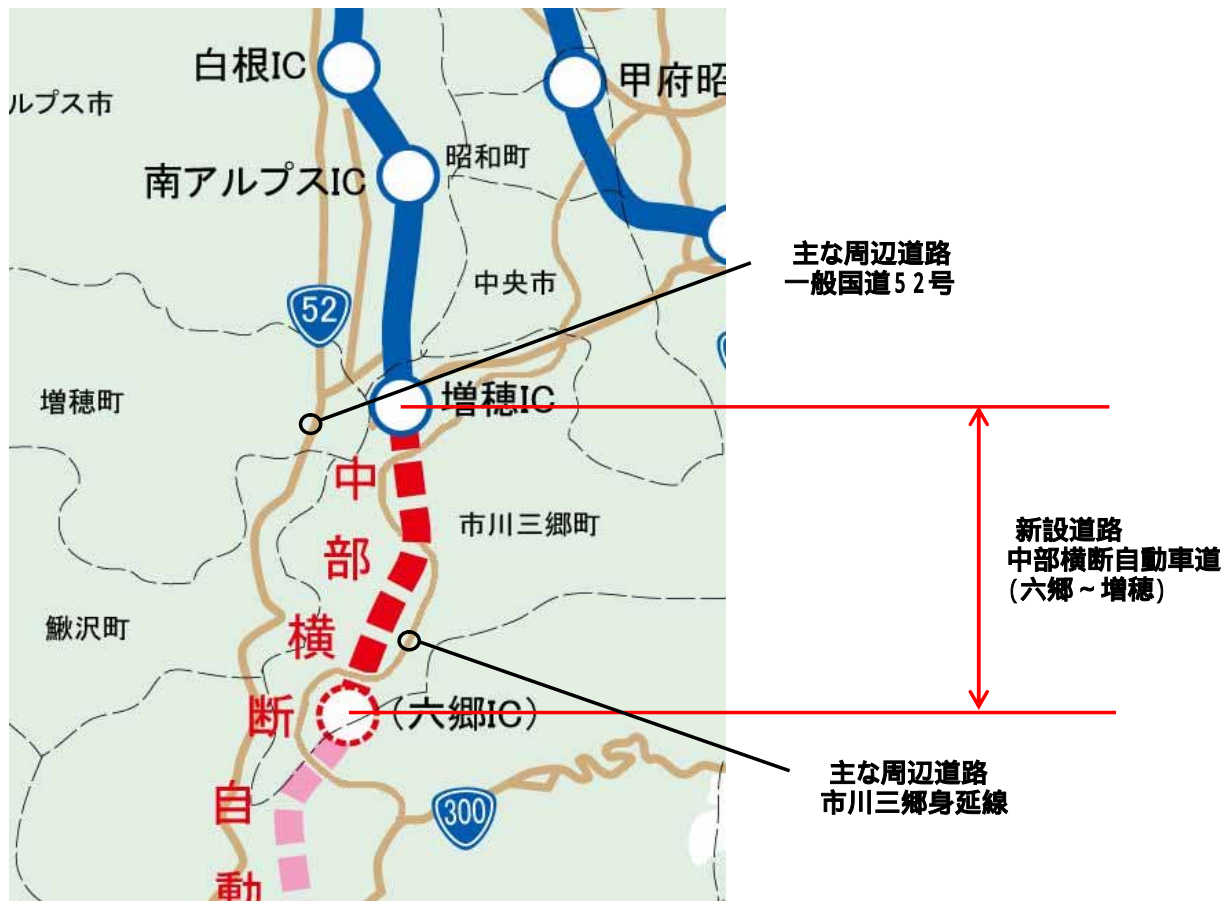 白根IC
甲府昭
ルプス市
昭和町
南アルプスIC
主な周辺道路
一般国道52号
中央市
52
増穂町
増穂IC
中部横断自動
市川三郷町
新設道路
中部横断自動車道
(六郷~増穂)
鰍沢町
(六郷IC)
主な周辺道路
市川三郷身延線
300